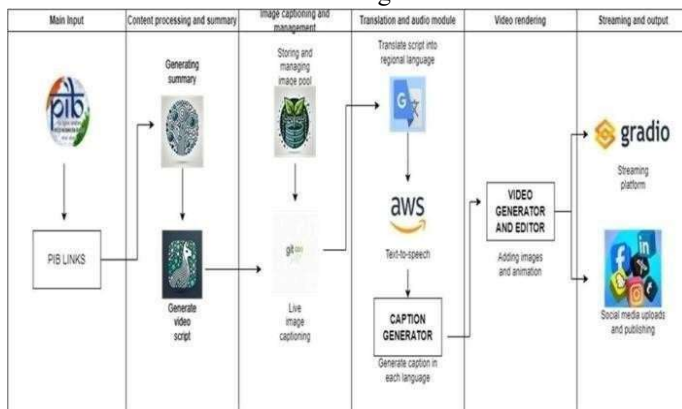 Main Input
Content processing and summary
Image captioning and
management
Translation and audio module
Video rendering
Streaming and output
pib
PIB LINKS
Generating
summary
Generate
video
script
Storing and
managing
image pool
Live
image
captioning
Translate script into
regional language
G
aws
Text-to-speech
CAPTION
GENERATOR
Generate caption in
each language
VIDEO
GENERATOR
AND EDITOR
Adding images
and animation
gradio
Streaming
platform
Social media uploads
and publishing